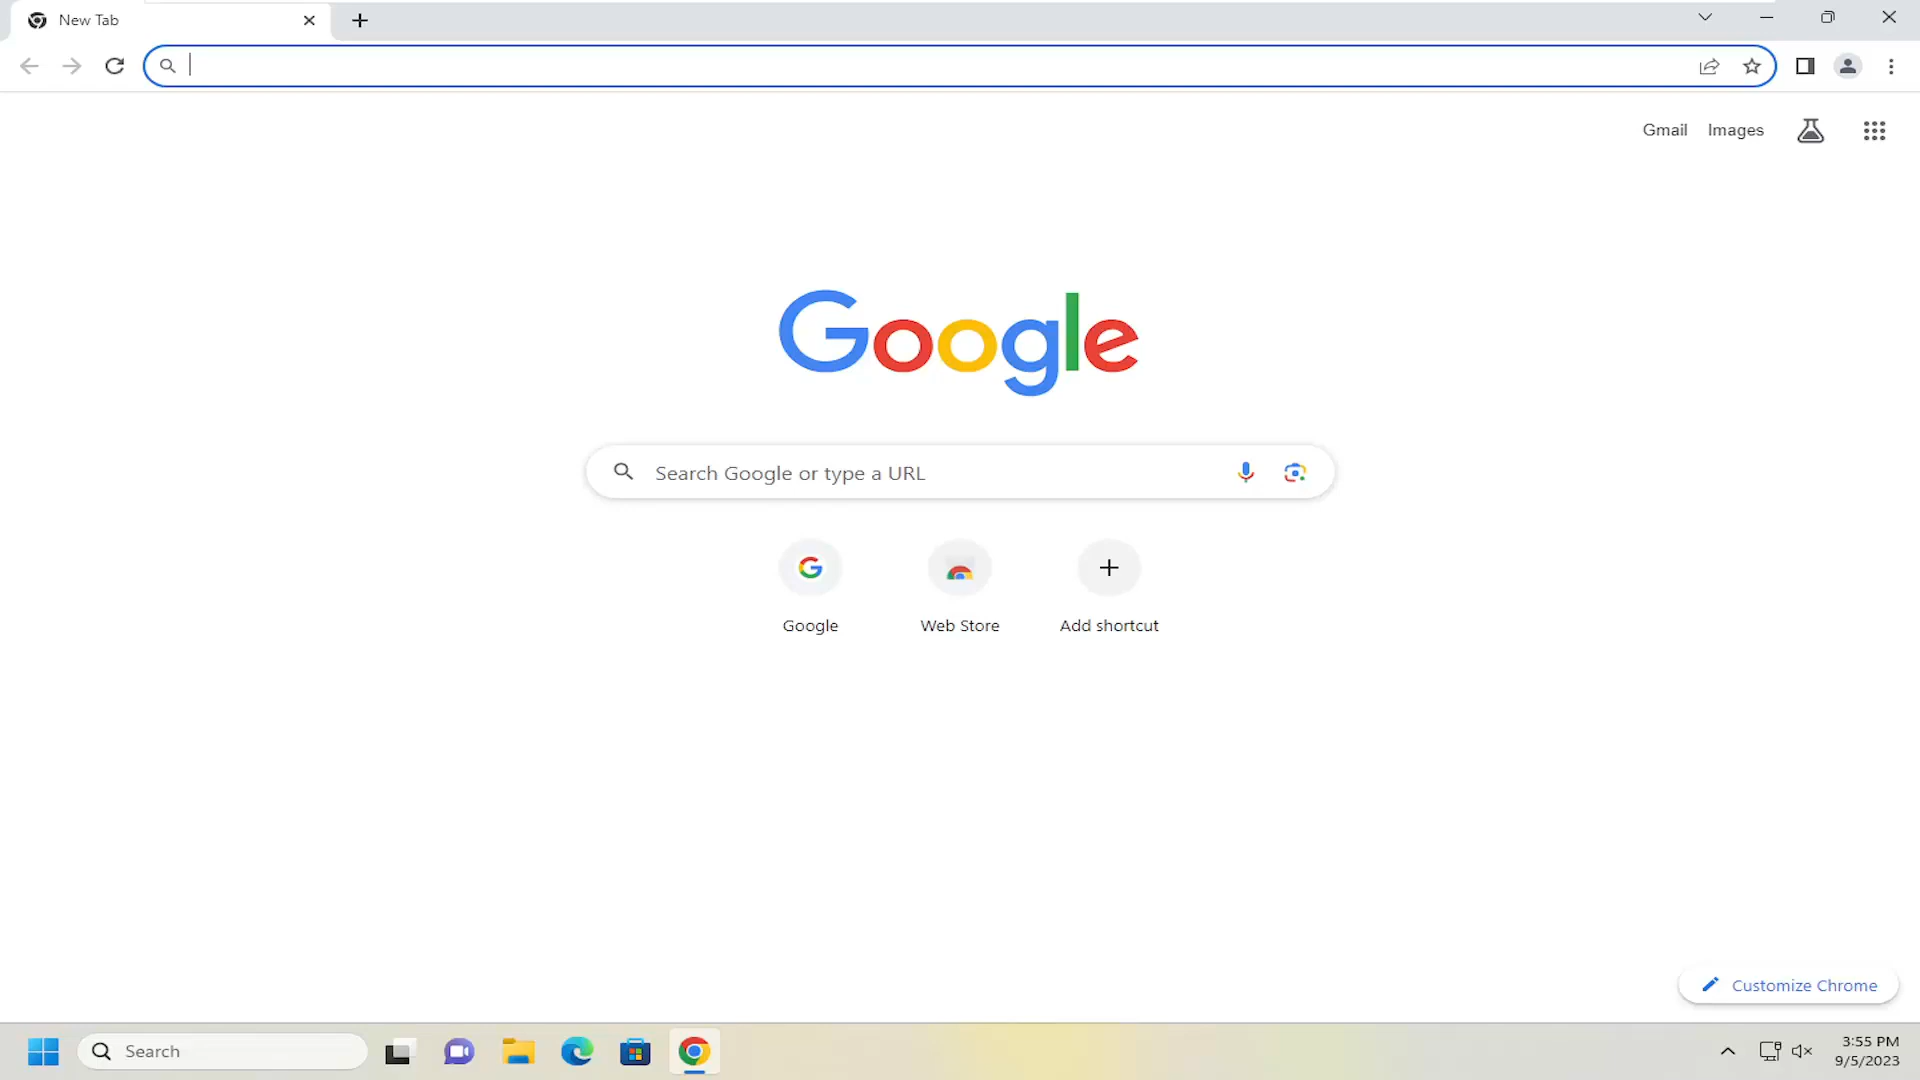 New Tab
Gmail Images
Google
Search Google or type a URL
Google
Web Store
Add shortcut
Customize Chrome
Search
3:55 PM
9/5/2023